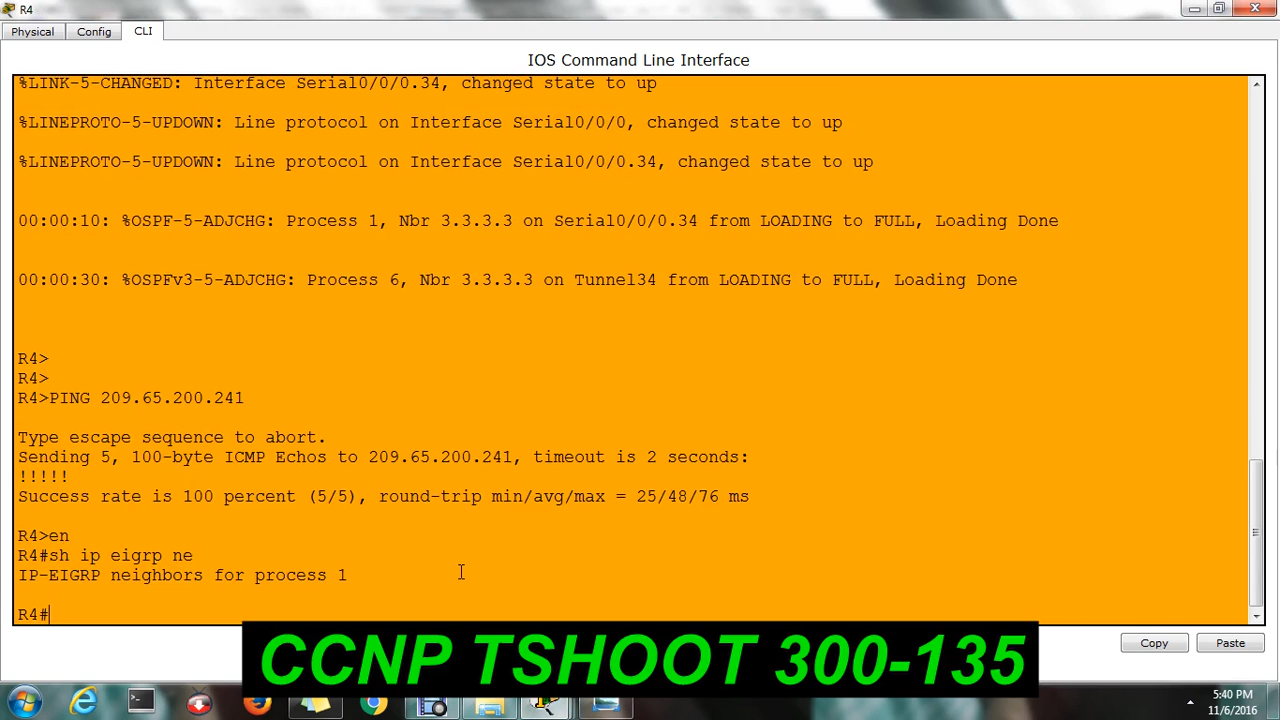 R4
Physical Config CLI
IOS Command Line Interface
%LINK-5-CHANGED: Interface Serial0/0/0.34, changed state to up
%LINEPROTO-5-UPDOWN: Line protocol on Interface Serial0/0/0, changed state to up
%LINEPROTO-5-UPDOWN: Line protocol on Interface Serial0/0/0.34, changed state to up
00:00:10: %OSPF-5-ADJCHG: Process 1, Nbr 3.3.3.3 on Serial0/0/0.34 from LOADING to FULL, Loading Done
00:00:30: %OSPFv3-5-ADJCHG: Process 6, Nbr 3.3.3.3 on Tunnel34 from LOADING to FULL, Loading Done
R4>
R4>
R4>PING 209.65.200.241
Type escape sequence to abort.
Sending 5, 100-byte ICMP Echos to 209.65.200.241, timeout is 2 seconds:
!!!!!
Success rate is 100 percent (5/5), round-trip min/avg/max = 25/48/76 ms
R4>en
R4#sh ip eigrp ne
IP-EIGRP neighbors for process 1
R4#
Copy Paste
CCNP TSHOOT 300-135
5:40 PM
11/6/2016